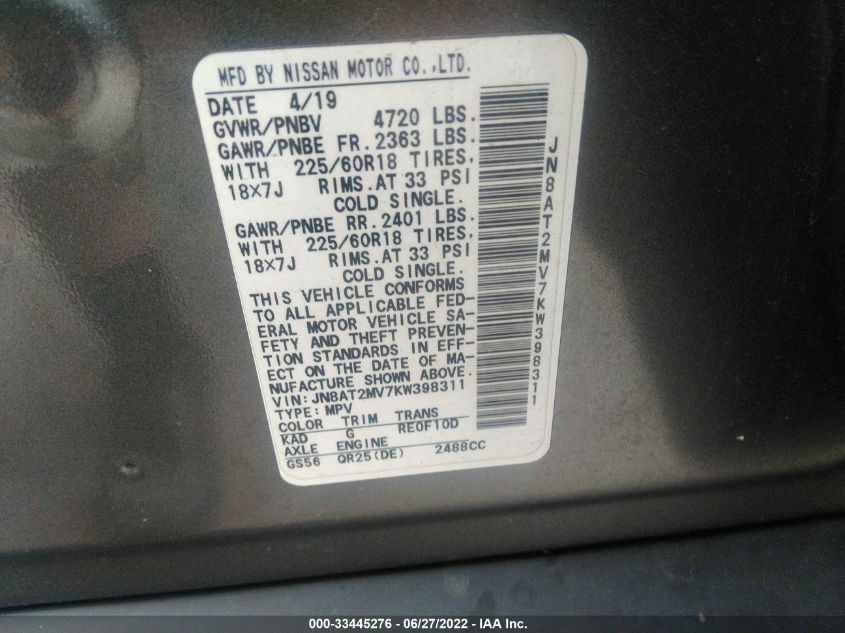 MFD BY NISSAN MOTOR CO.,LTD.
DATE 4/19
GVWR/PNBV 4720 LBS.
GAWR/PNBE FR. 2363 LBS.
WITH 225/60R18 TIRES,
18X7J RIMS. AT 33 PSI
COLD SINGLE.
GAWR/PNBE RR. 2401 LBS.
WITH 225/60R18 TIRES,
18X7J RIMS. AT 33 PSI
COLD SINGLE.
THIS VEHICLE CONFORMS
TO ALL APPLICABLE FED-
ERAL MOTOR VEHICLE SA-
FETY AND THEFT PREVEN-
TION STANDARDS IN EFF-
ECT ON THE DATE OF MA-
NUFACTURE SHOWN ABOVE.
VIN: JN8AT2MV7KW398311
TYPE: MPV
COLOR TRIM TRANS
KAD G RE0F10D
AXLE ENGINE
GS56 QR25(DE) 2488CC
JN8AT2MV7KW398311
000-33445276 - 06/27/2022 - IAA Inc.